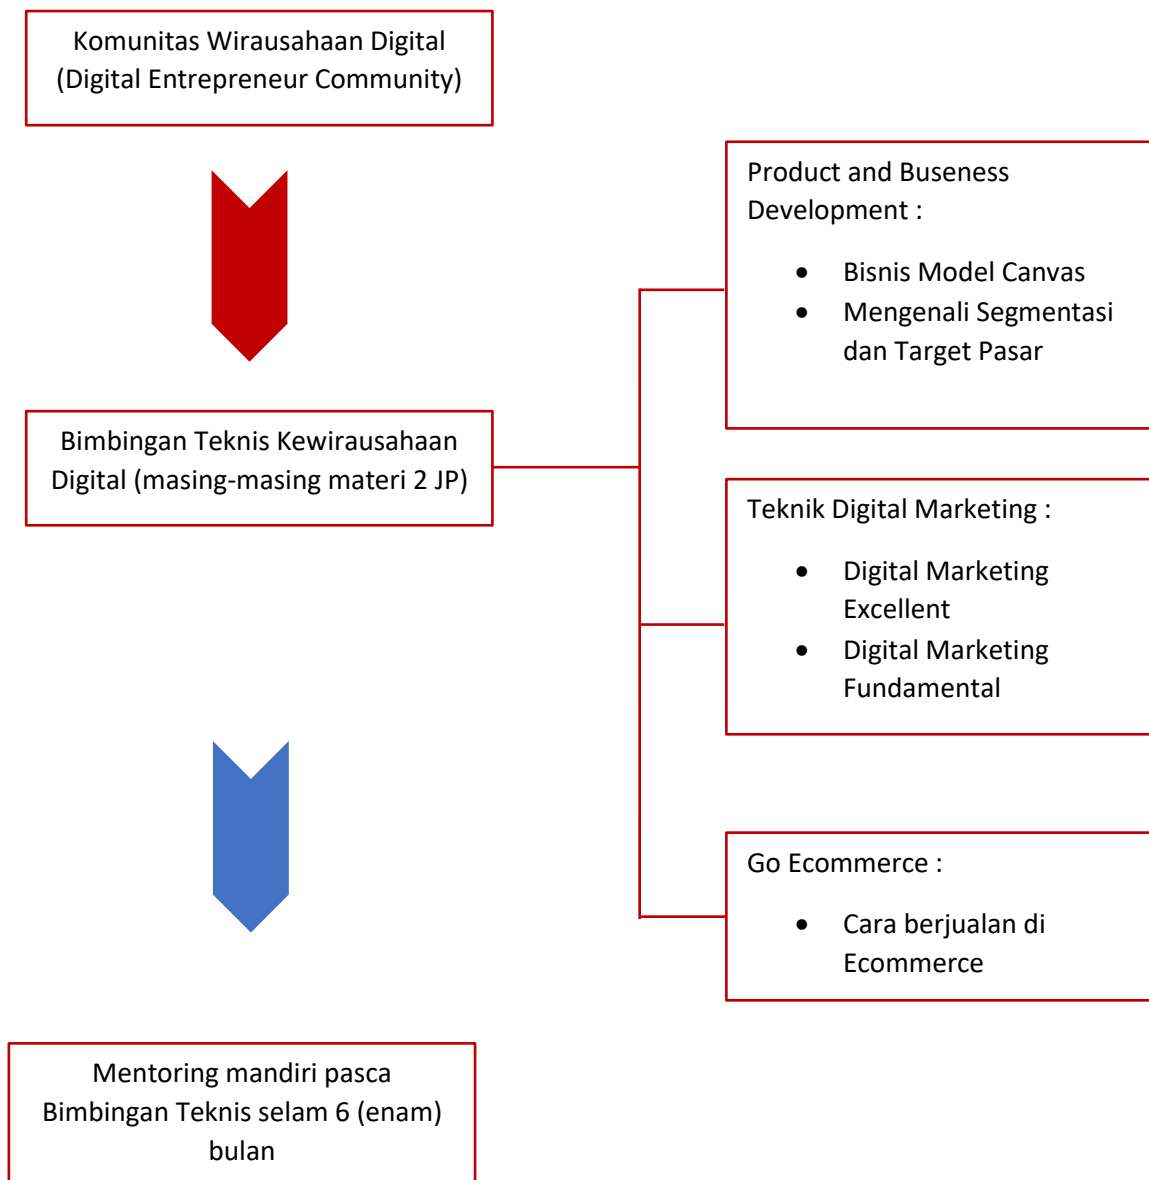 Komunitas Wirausahaan Digital
(Digital Entrepreneur Community)
Product and Buseness
Development :
• Bisnis Model Canvas
• Mengenali Segmentasi
dan Target Pasar
Bimbingan Teknis Kewirausahaan
Digital (masing-masing materi 2 JP)
Teknik Digital Marketing :
• Digital Marketing
Excellent
• Digital Marketing
Fundamental
Go Ecommerce :
• Cara berjualan di
Ecommerce
Mentoring mandiri pasca
Bimbingan Teknis selam 6 (enam)
bulan